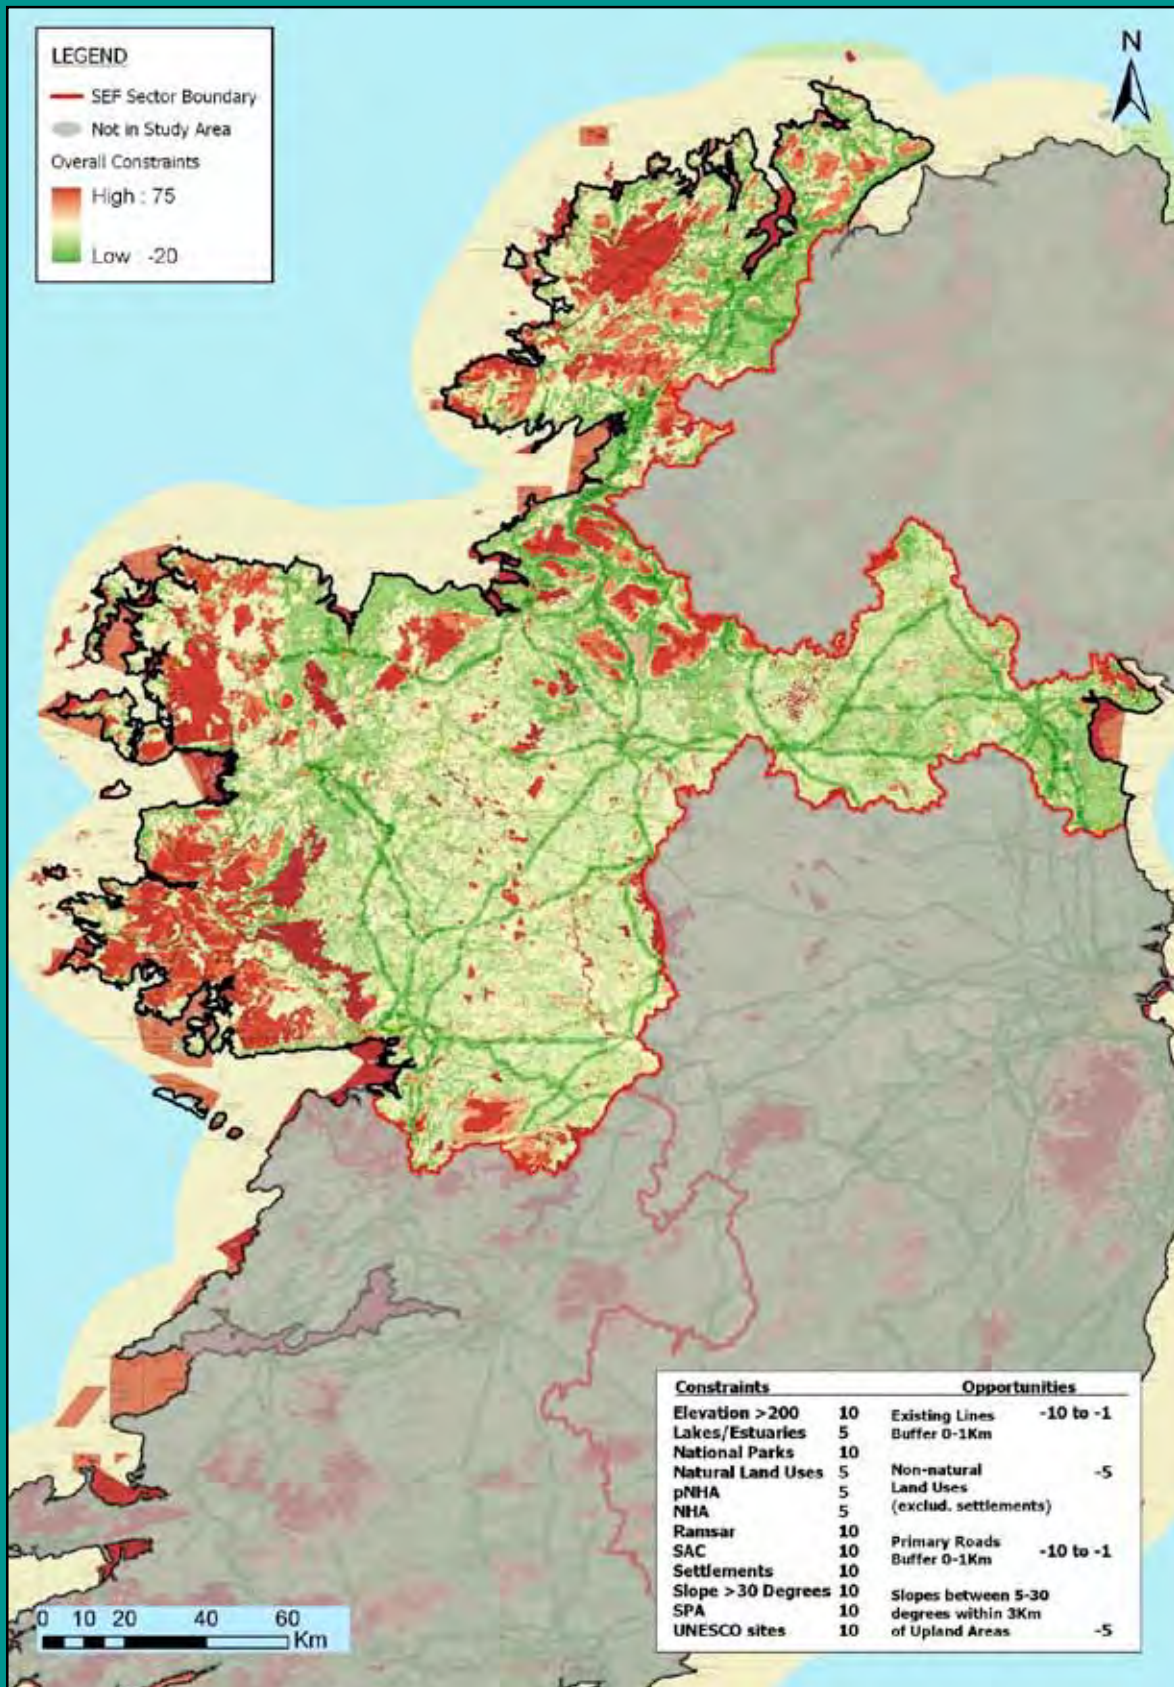 LEGEND
SEF Sector Boundary
Not in Study Area
Overall Constraints
High : 75
Low : -20
N
Constraints Opportunities
Elevation >200 10 Existing Lines -10 to -1
Lakes/Estuaries 5 Buffer 0-1Km
National Parks 10
Natural Land Uses 5 Non-natural -5
pNHA 5 Land Uses
NHA 5 (exclud. settlements)
Ramsar 10
SAC 10 Primary Roads -10 to -1
Settlements 10 Buffer 0-1Km
Slope >30 Degrees 10 Slopes between 5-30
SPA 10 degrees within 3Km
UNESCO sites 10 of Upland Areas -5
0 10 20 40 60
Km